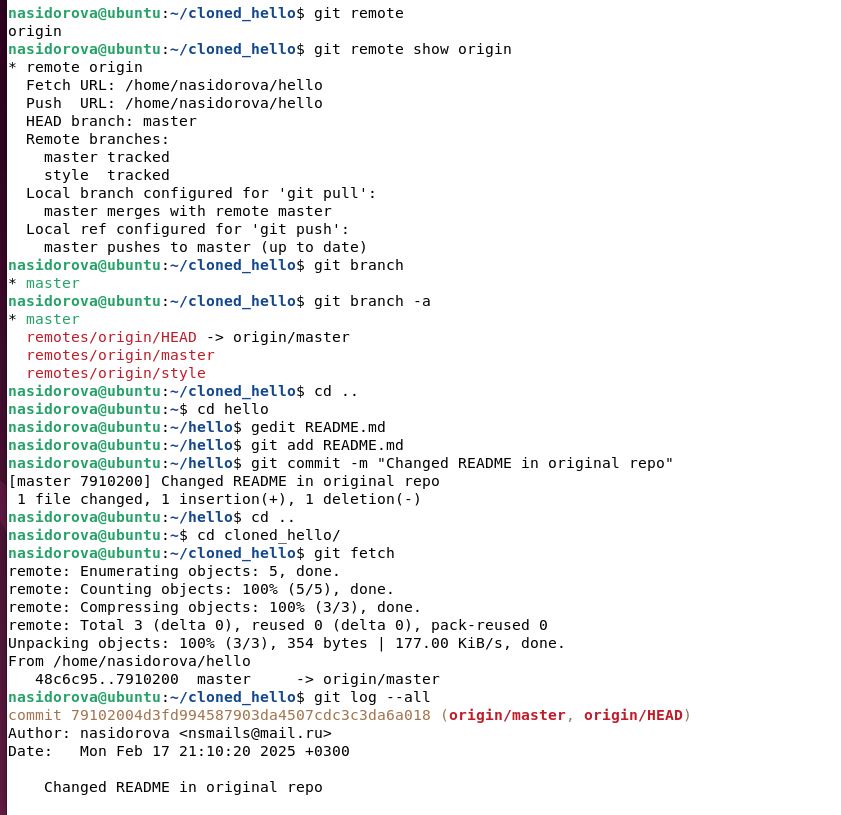 nasidorova@ubuntu:~/cloned_hello$ git remote
origin
nasidorova@ubuntu:~/cloned_hello$ git remote show origin
* remote origin
  Fetch URL: /home/nasidorova/hello
  Push  URL: /home/nasidorova/hello
  HEAD branch: master
  Remote branches:
    master tracked
    style  tracked
  Local branch configured for 'git pull':
    master merges with remote master
  Local ref configured for 'git push':
    master pushes to master (up to date)
nasidorova@ubuntu:~/cloned_hello$ git branch
* master
nasidorova@ubuntu:~/cloned_hello$ git branch -a
* master
  remotes/origin/HEAD -> origin/master
  remotes/origin/master
  remotes/origin/style
nasidorova@ubuntu:~/cloned_hello$ cd ..
nasidorova@ubuntu:~$ cd hello
nasidorova@ubuntu:~/hello$ gedit README.md
nasidorova@ubuntu:~/hello$ git add README.md
nasidorova@ubuntu:~/hello$ git commit -m "Changed README in original repo"
[master 7910200] Changed README in original repo
 1 file changed, 1 insertion(+), 1 deletion(-)
nasidorova@ubuntu:~/hello$ cd ..
nasidorova@ubuntu:~$ cd cloned_hello/
nasidorova@ubuntu:~/cloned_hello$ git fetch
remote: Enumerating objects: 5, done.
remote: Counting objects: 100% (5/5), done.
remote: Compressing objects: 100% (3/3), done.
remote: Total 3 (delta 0), reused 0 (delta 0), pack-reused 0
Unpacking objects: 100% (3/3), 354 bytes | 177.00 KiB/s, done.
From /home/nasidorova/hello
   48c6c95..7910200  master     -> origin/master
nasidorova@ubuntu:~/cloned_hello$ git log --all
commit 79102004d3fd994587903da4507cdc3c3da6a018 (origin/master, origin/HEAD)
Author: nasidorova <nsmails@mail.ru>
Date:   Mon Feb 17 21:10:20 2025 +0300
    Changed README in original repo